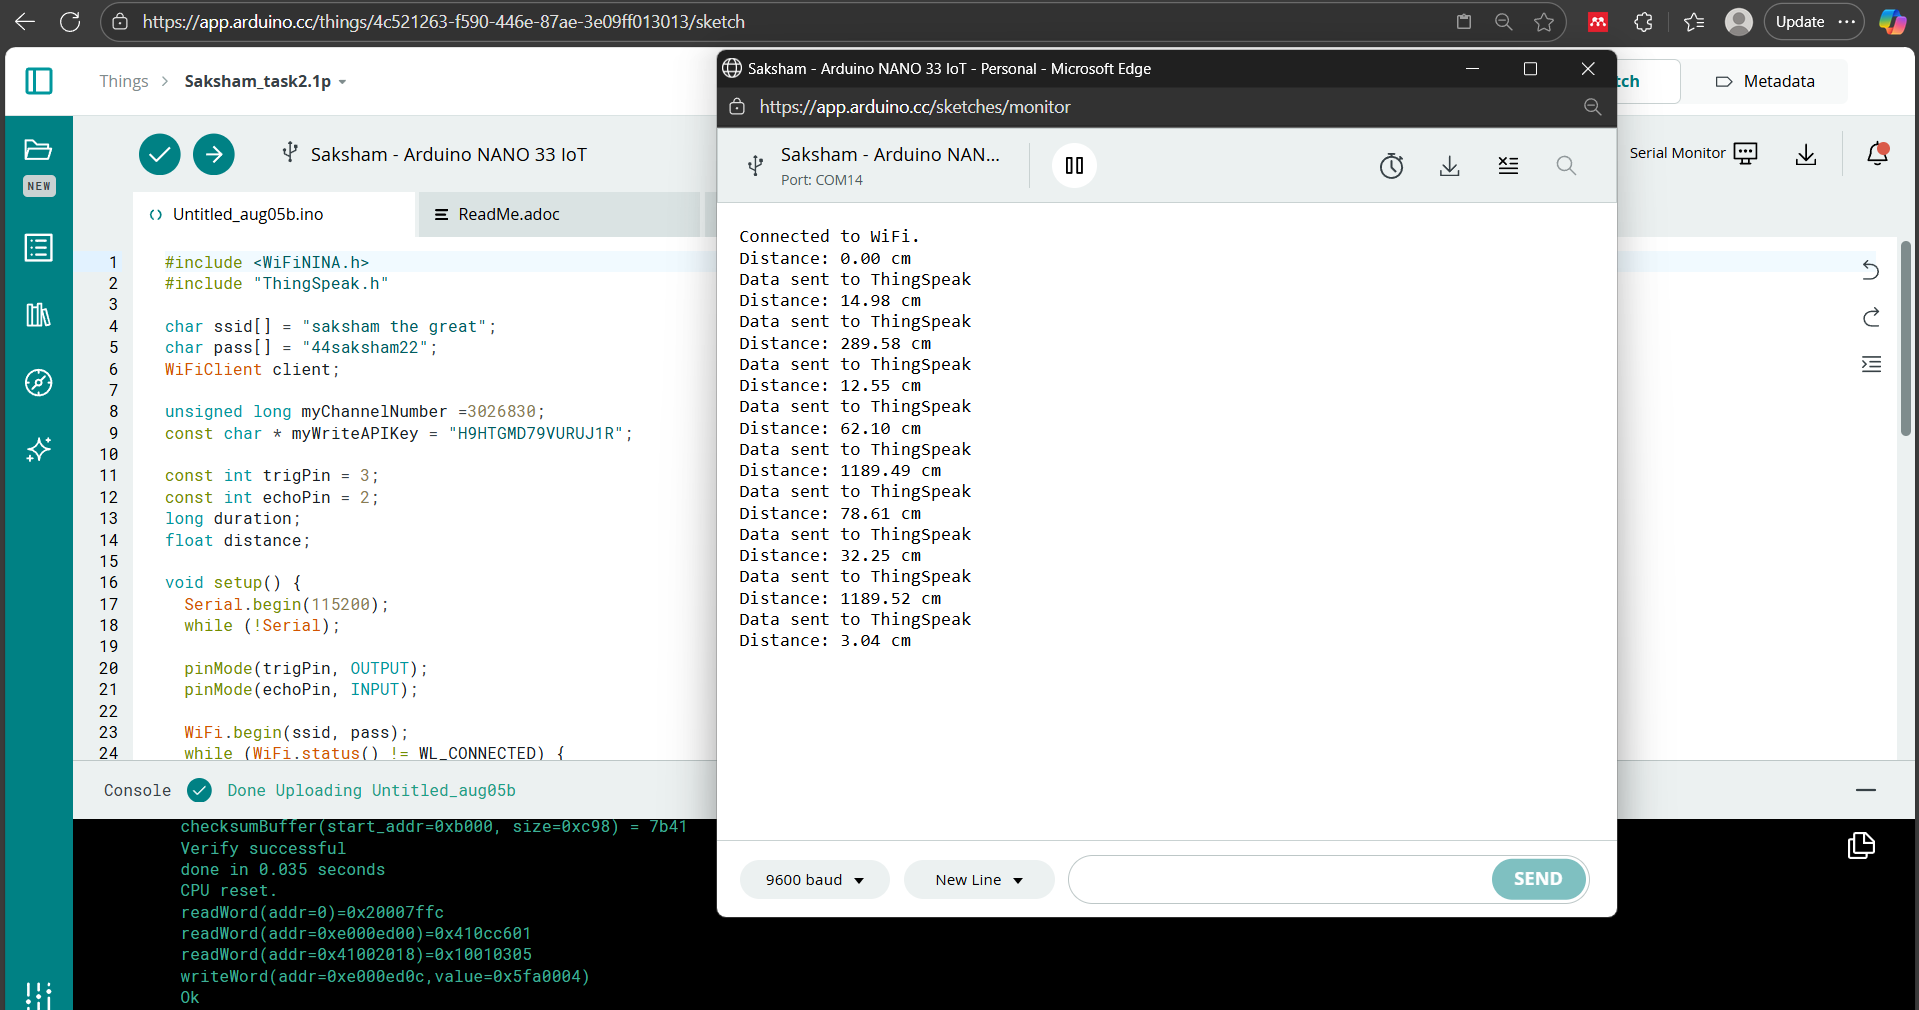 https://app.arduino.cc/things/4c521263-f590-446e-87ae-3e09ff013013/sketch
Update
Things > Saksham_task2.1p
tch
Metadata
NEW
Saksham - Arduino NANO 33 IoT
Serial Monitor
Untitled_aug05b.ino
ReadMe.adoc
1 #include <WiFiNINA.h>
2 #include "ThingSpeak.h"
3
4 char ssid[] = "saksham the great";
5 char pass[] = "44saksham22";
6 WiFiClient client;
7
8 unsigned long myChannelNumber =3026830;
9 const char * myWriteAPIKey = "H9HTGMD79VURUJ1R";
10
11 const int trigPin = 3;
12 const int echoPin = 2;
13 long duration;
14 float distance;
15
16 void setup() {
17 Serial.begin(115200);
18 while (!Serial);
19
20 pinMode(trigPin, OUTPUT);
21 pinMode(echoPin, INPUT);
22
23 WiFi.begin(ssid, pass);
24 while (WiFi.status() != WL_CONNECTED) {
Console Done Uploading Untitled_aug05b
checksumBuffer(start_addr=0xb000, size=0xc98) = 7b41
Verify successful
done in 0.035 seconds
CPU reset.
readWord(addr=0)=0x20007ffc
readWord(addr=0xe000ed00)=0x410cc601
readWord(addr=0x41002018)=0x10010305
writeWord(addr=0xe000ed0c,value=0x5fa0004)
Ok
Saksham - Arduino NANO 33 IoT - Personal - Microsoft Edge
https://app.arduino.cc/sketches/monitor
Saksham - Arduino NAN...
Port: COM14
Connected to WiFi.
Distance: 0.00 cm
Data sent to ThingSpeak
Distance: 14.98 cm
Data sent to ThingSpeak
Distance: 289.58 cm
Data sent to ThingSpeak
Distance: 12.55 cm
Data sent to ThingSpeak
Distance: 62.10 cm
Data sent to ThingSpeak
Distance: 1189.49 cm
Data sent to ThingSpeak
Distance: 78.61 cm
Data sent to ThingSpeak
Distance: 32.25 cm
Data sent to ThingSpeak
Distance: 1189.52 cm
Data sent to ThingSpeak
Distance: 3.04 cm
9600 baud
New Line
SEND